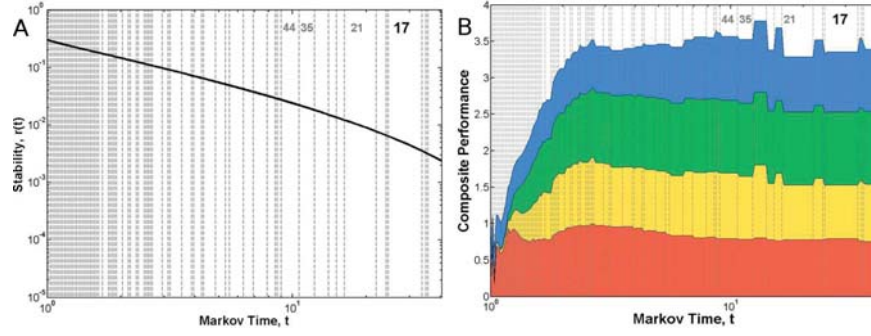 A
10⁰
10⁻¹
10⁻²
10⁻³
10⁻⁴
10⁻⁵
Stability, r(t)
44 35 21 17
10⁰ 10¹
Markov Time, t
B
4
3.5
3
2.5
2
1.5
1
0.5
0
Composite Performance
44 35 21 17
10⁰ 10¹
Markov Time, t